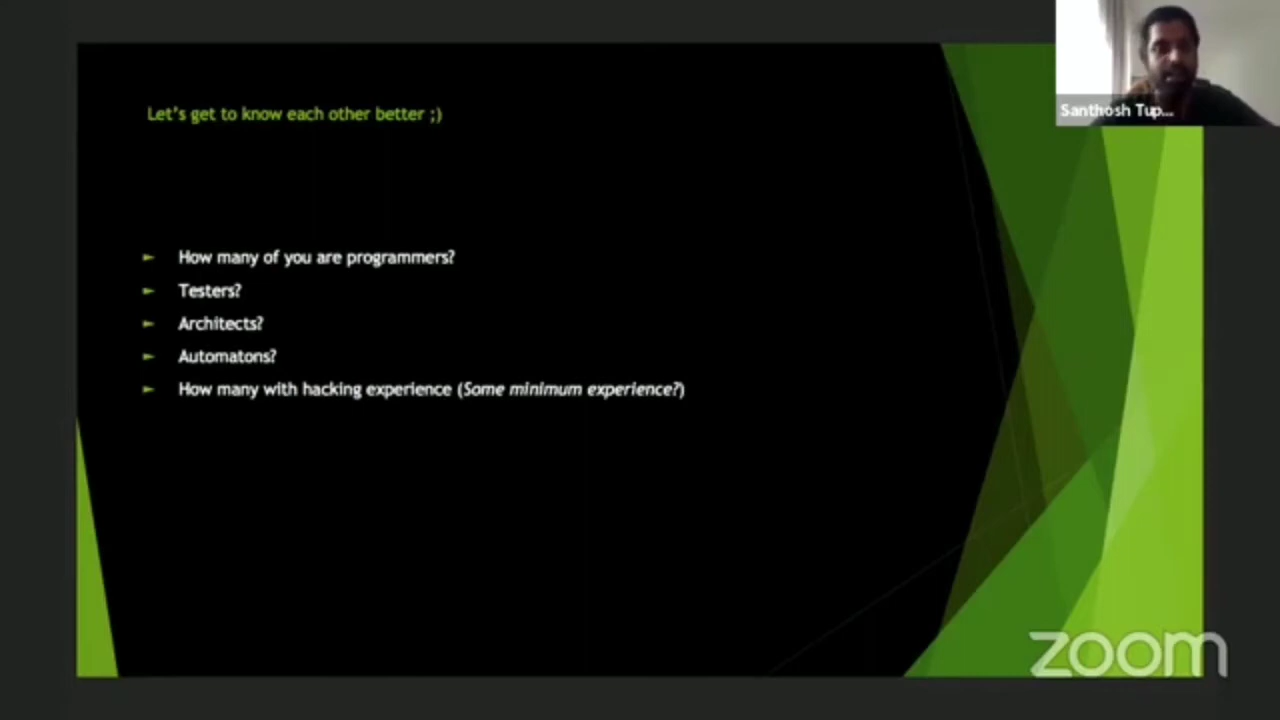 Let's get to know each other better ;)
How many of you are programmers?
Testers?
Architects?
Automatons?
How many with hacking experience (Some minimum experience?)
Santhosh Tup...
zoom